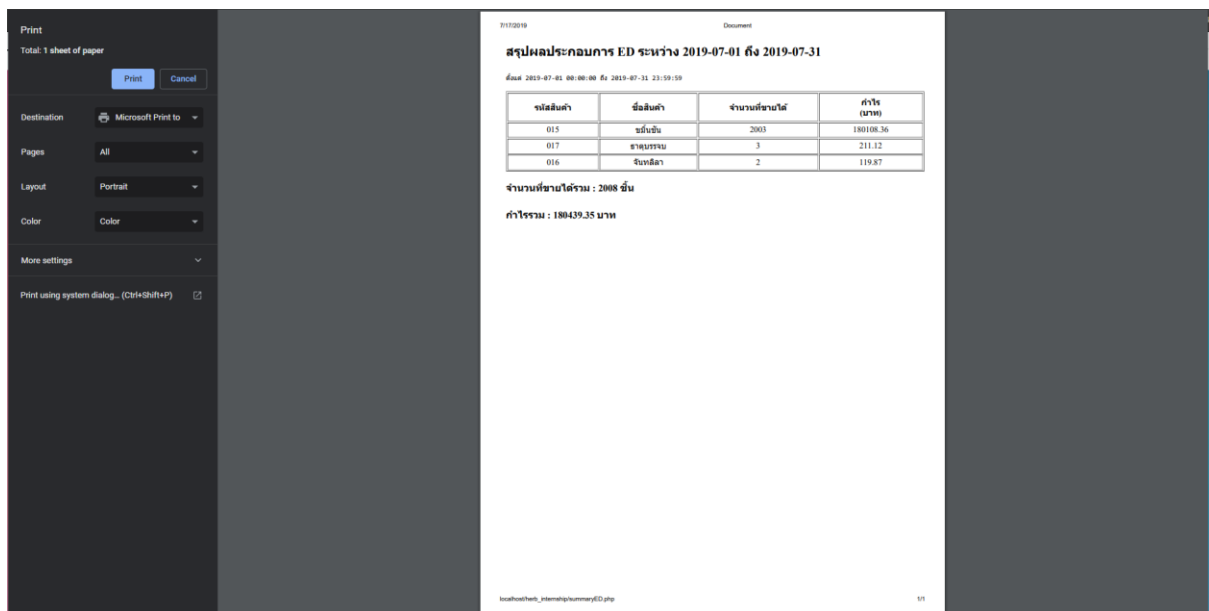 Print
Total: 1 sheet of paper
Print Cancel
Destination Microsoft Print to
Pages All
Layout Portrait
Color Color
More settings
Print using system dialog... (Ctrl+Shift+P)
7/17/2019 Document
สรุปผลประกอบการ ED ระหว่าง 2019-07-01 ถึง 2019-07-31
ตั้งแต่ 2019-07-01 00:00:00 ถึง 2019-07-31 23:59:59
รหัสสินค้า ชื่อสินค้า จำนวนที่ขายได้ กำไร
(บาท)
015 ขมิ้นชัน 2003 180108.36
017 ธาตุบรรจบ 3 211.12
016 จันทลีลา 2 119.87
จำนวนที่ขายได้รวม : 2008 ชิ้น
กำไรรวม : 180439.35 บาท
localhost/herb_internship/summaryED.php 1/1